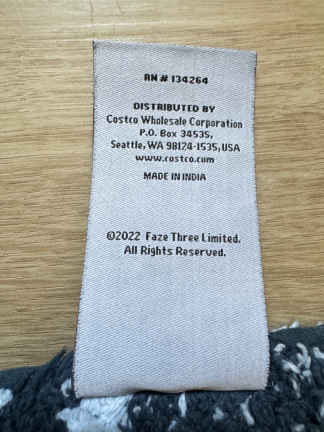 RN # 134264
DISTRIBUTED BY
Costco Wholesale Corporation
P.O. Box 34535,
Seattle, WA 98124-1535, USA
www.costco.com
MADE IN INDIA
©2022 Faze Three Limited.
All Rights Reserved.